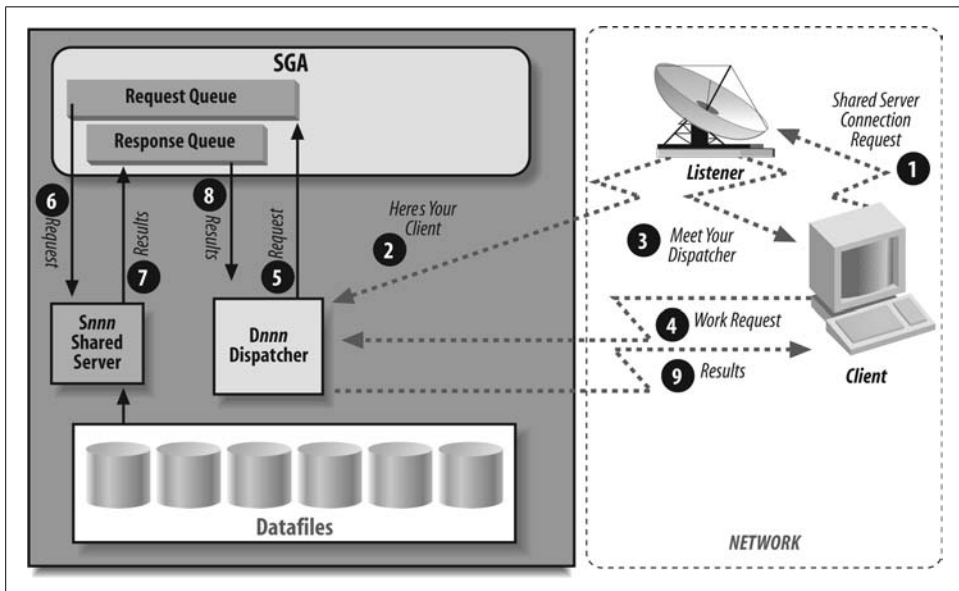 SGA
Request Queue
Response Queue
6
Request
7
Results
8
Results
5
Request
Snnn
Shared
Server
Dnnn
Dispatcher
Datafiles
Heres Your
Client
2
Listener
Shared Server
Connection
Request
1
3
Meet Your
Dispatcher
4
Work Request
9
Results
Client
NETWORK